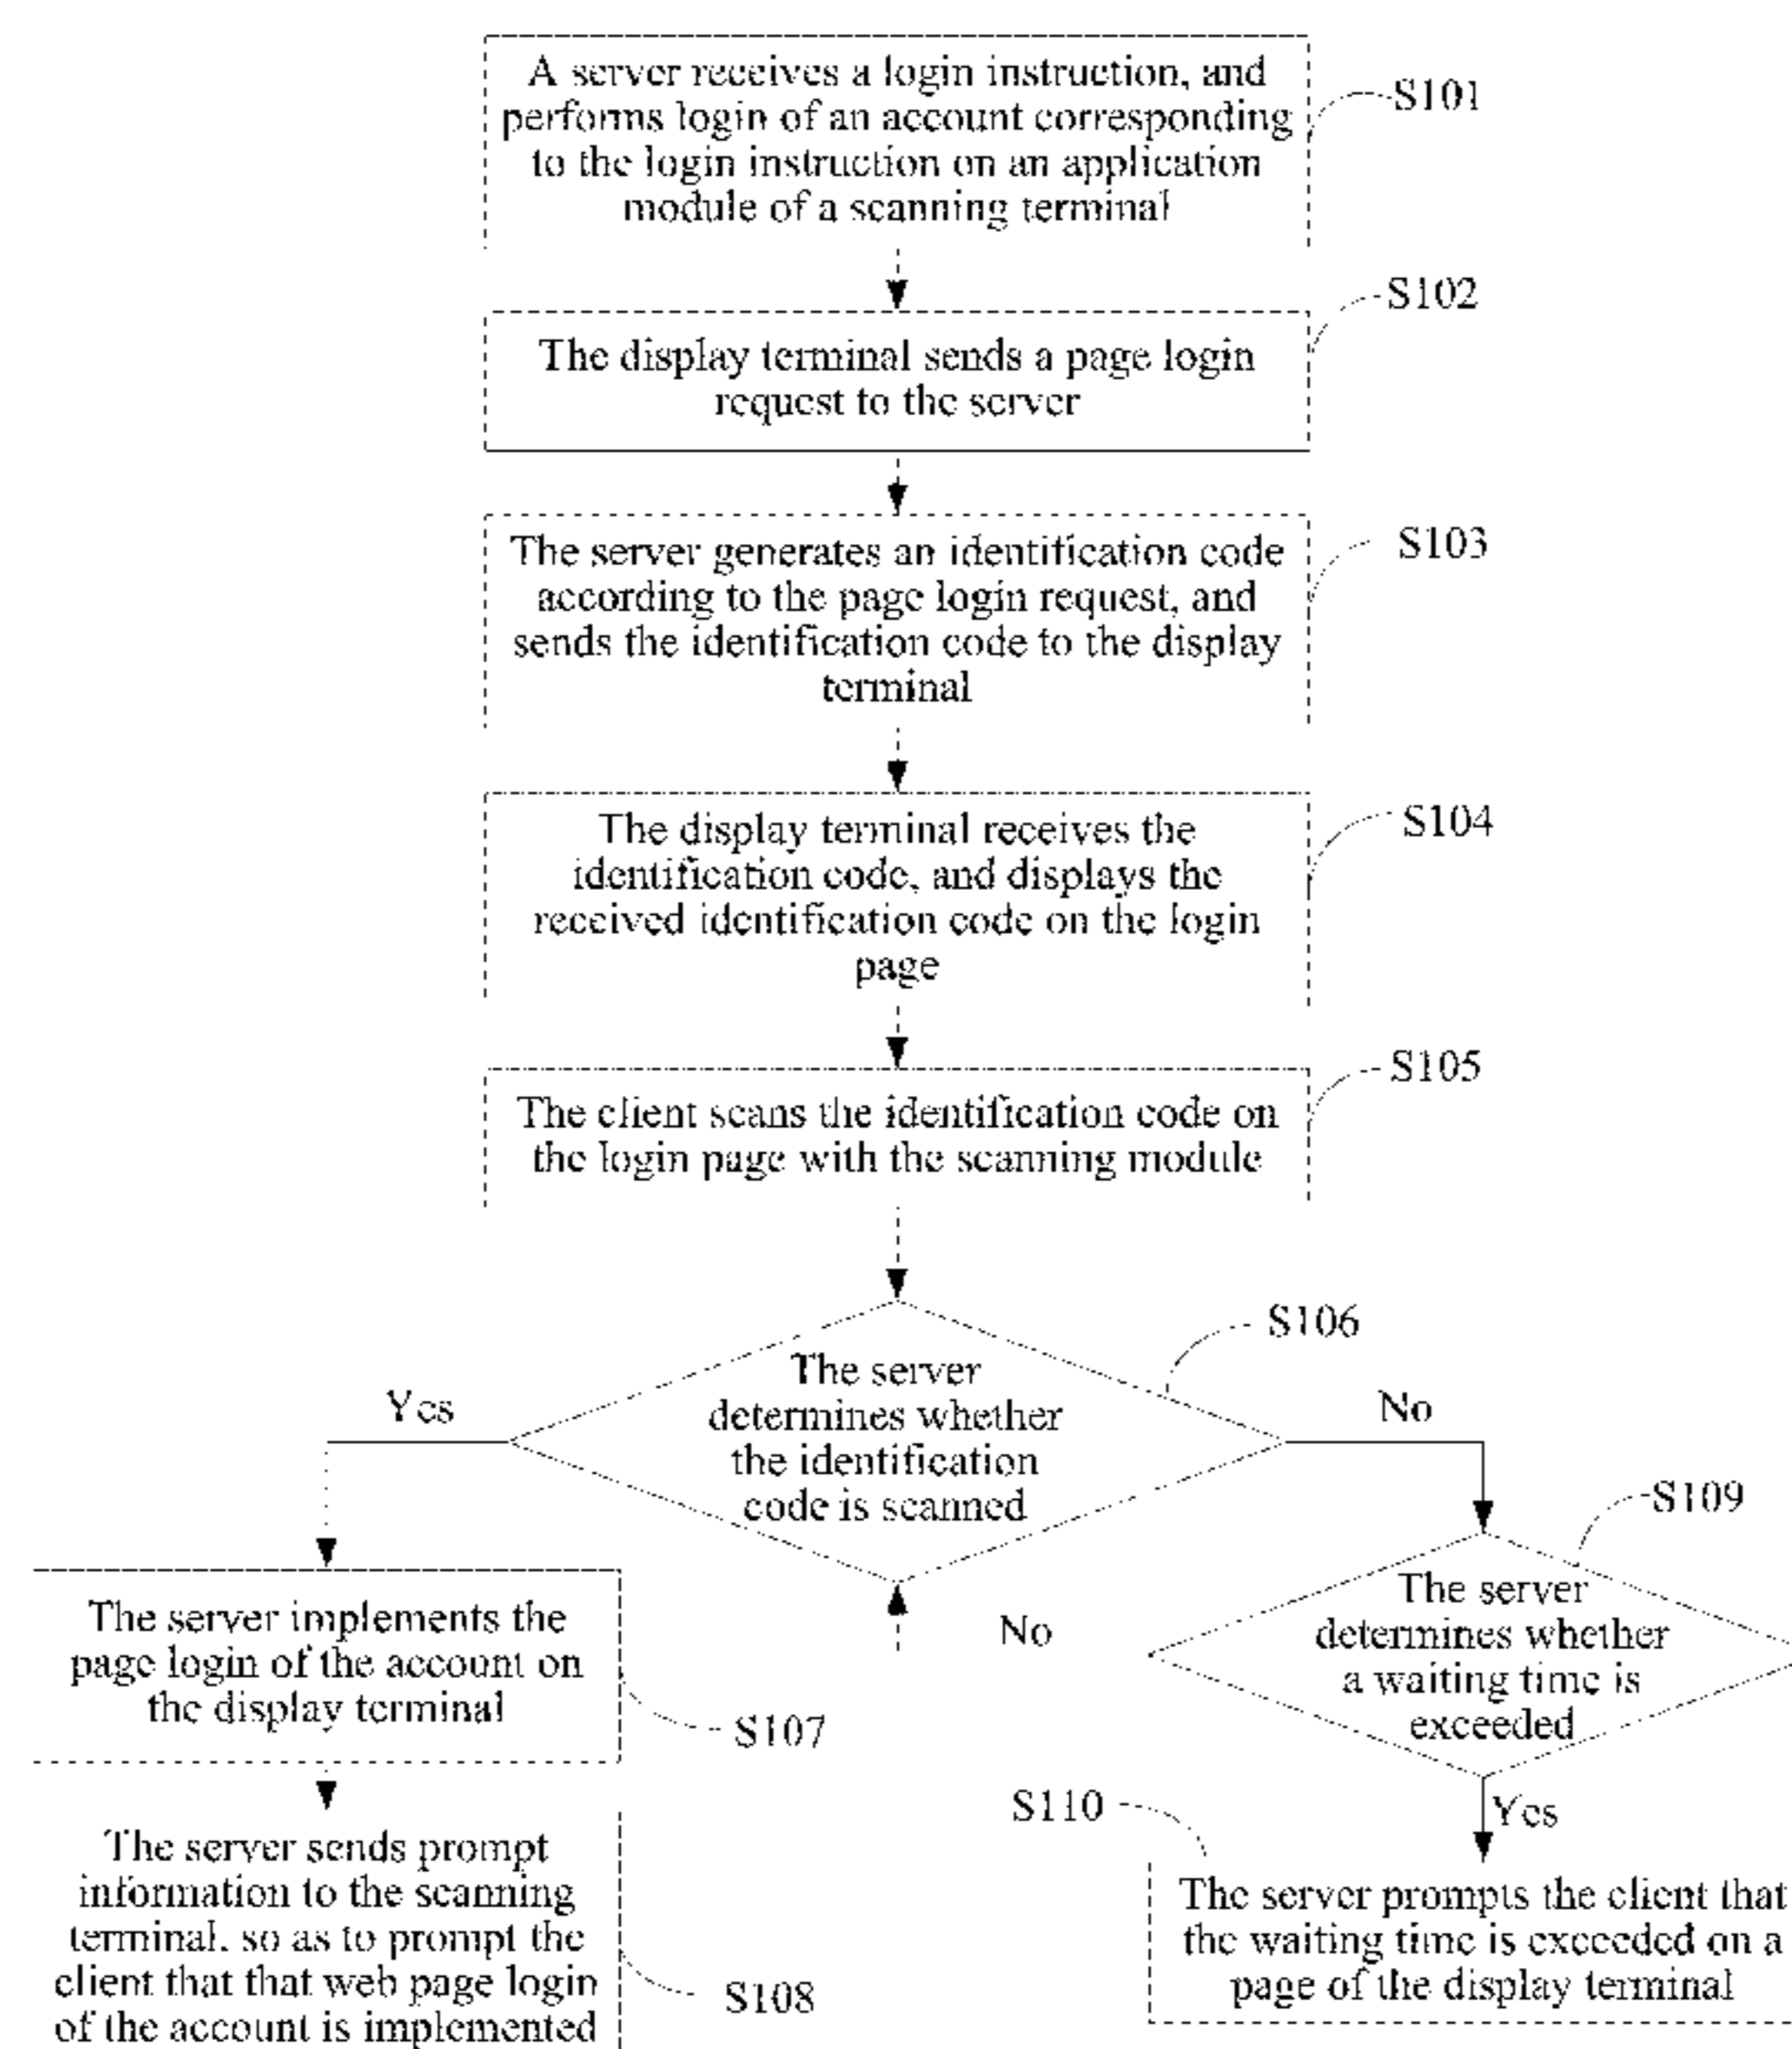 A server receives a login instruction, and
performs login of an account corresponding
to the login instruction on an application
module of a scanning terminal
S101
The display terminal sends a page login
request to the server
S102
The server generates an identification code
according to the page login request, and
sends the identification code to the display
terminal
S103
The display terminal receives the
identification code, and displays the
received identification code on the login
page
S104
The client scans the identification code on
the login page with the scanning module
S105
The server
determines whether
the identification
code is scanned
S106
Yes
No
The server implements the
page login of the account on
the display terminal
S107
No
The server
determines whether
a waiting time is
exceeded
S109
The server sends prompt
information to the scanning
terminal, so as to prompt the
client that that web page login
of the account is implemented
S108
Yes
S110
The server prompts the client that
the waiting time is exceeded on a
page of the display terminal